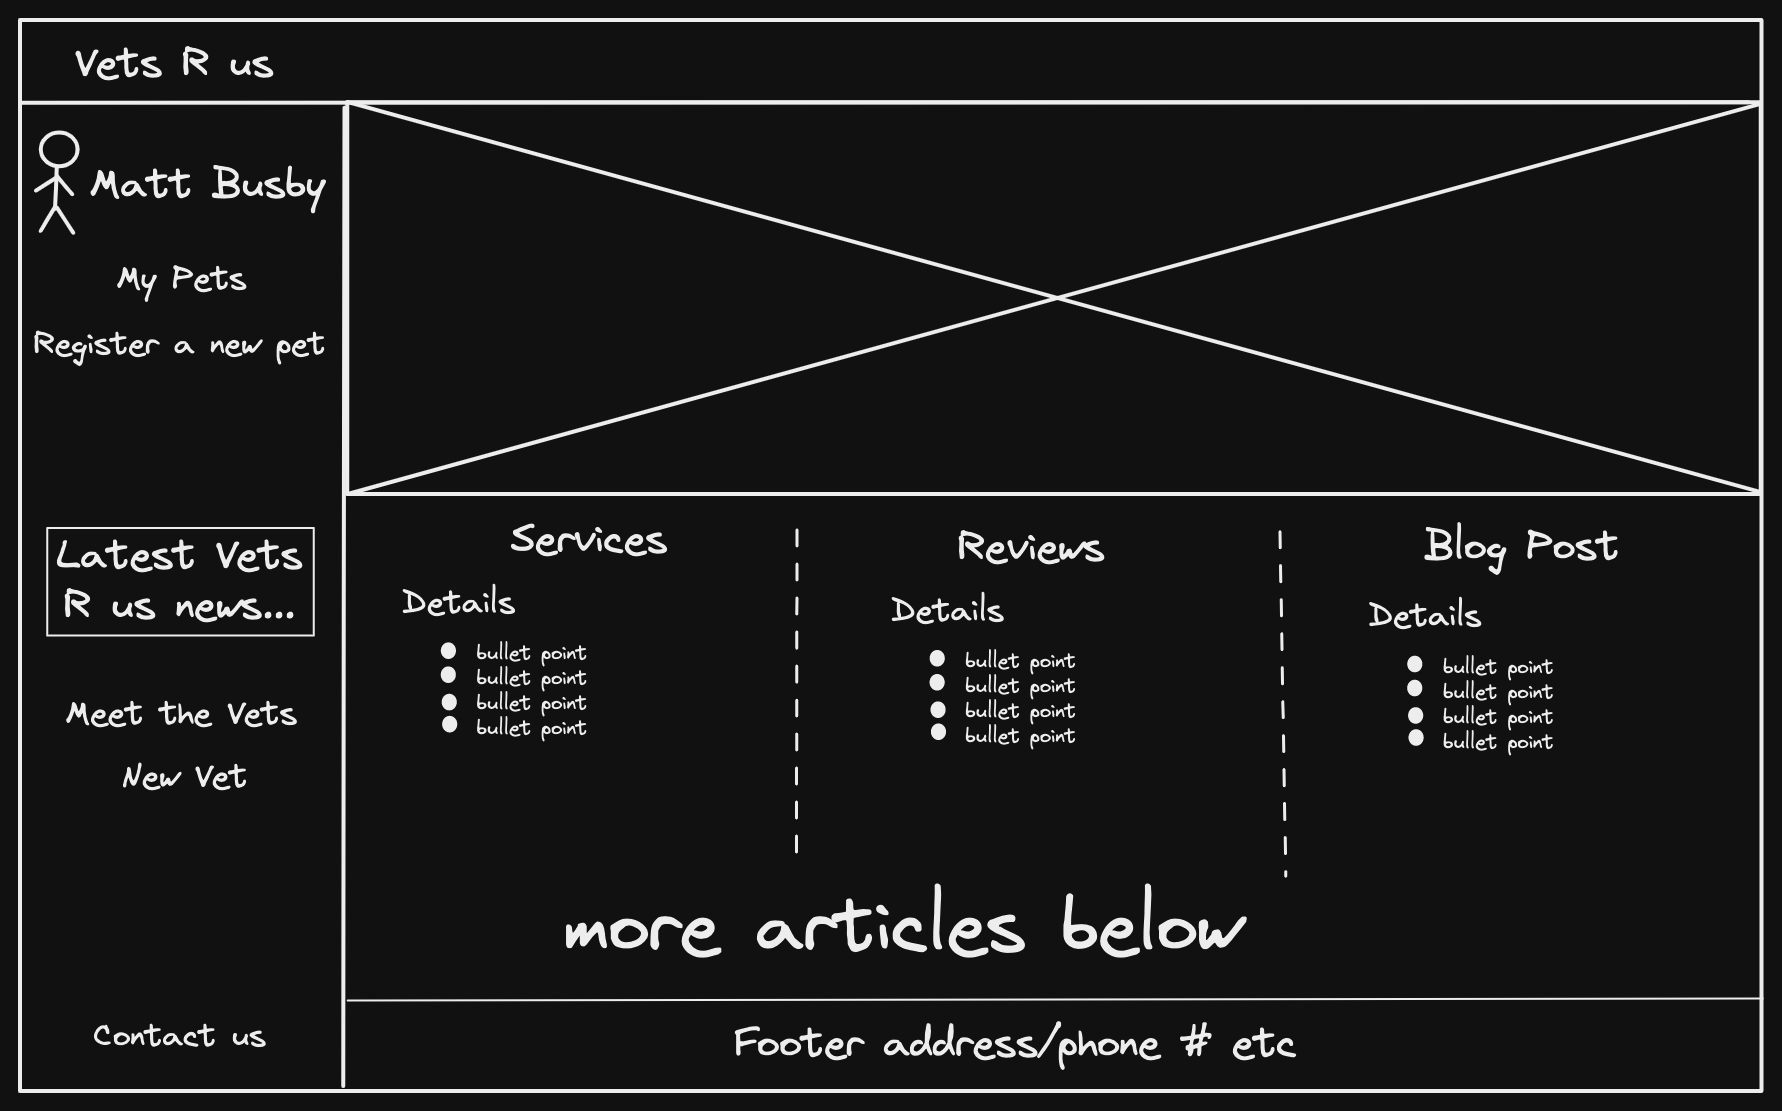 Vets R us
Matt Busby
My Pets
Register a new pet
Latest Vets
R us news...
Meet the Vets
New Vet
Contact us
Services
Details
bullet point
bullet point
bullet point
bullet point
Reviews
Details
bullet point
bullet point
bullet point
bullet point
Blog Post
Details
bullet point
bullet point
bullet point
bullet point
more articles below
Footer address/phone # etc